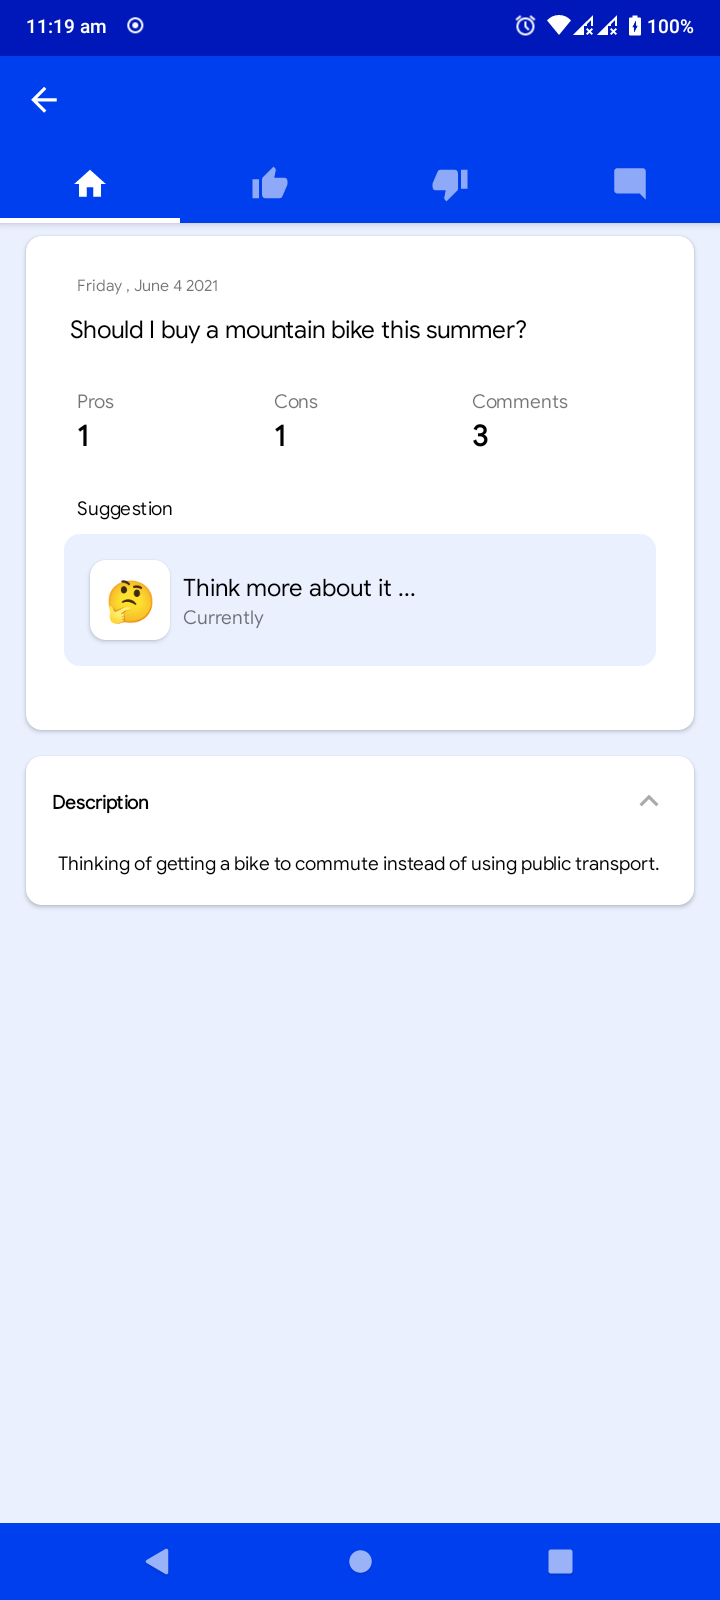 11:19 am 100%
Friday , June 4 2021
Should I buy a mountain bike this summer?
Pros Cons Comments
1 1 3
Suggestion
Think more about it ...
Currently
Description
Thinking of getting a bike to commute instead of using public transport.